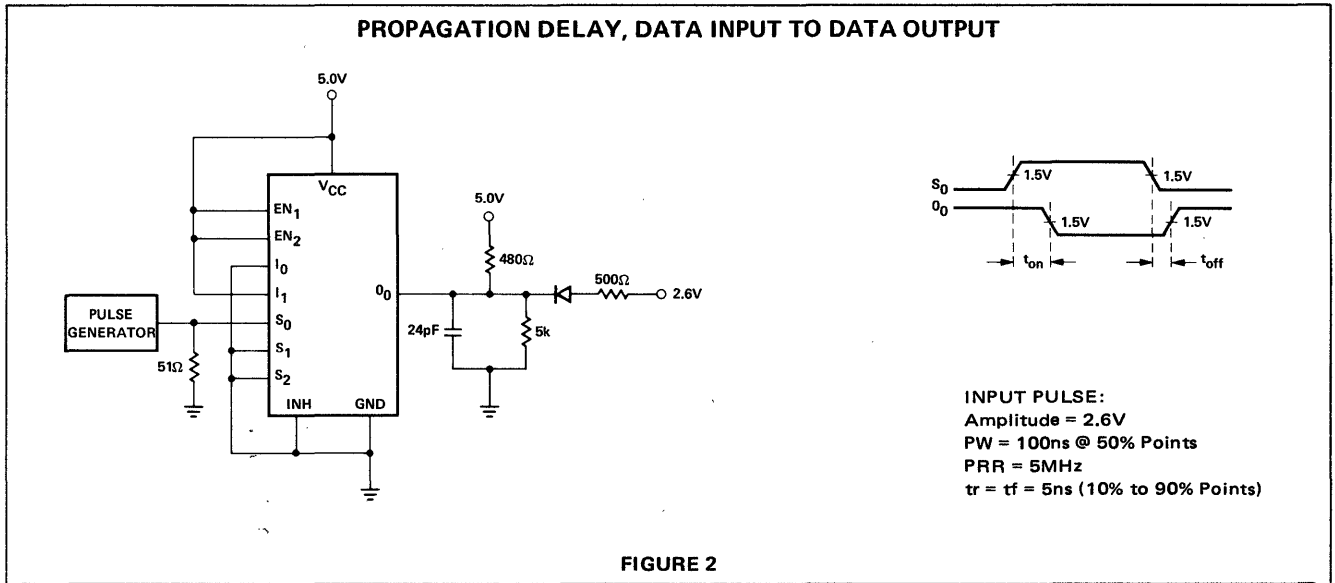 PROPAGATION DELAY, DATA INPUT TO DATA OUTPUT
5.0V
VCC
EN1
EN2
I0
I1
S0
S1
S2
INH GND
00
PULSE
GENERATOR
51Ω
5.0V
480Ω
500Ω
2.6V
24pF
5k
S0
1.5V
1.5V
00
1.5V
1.5V
ton
toff
INPUT PULSE:
Amplitude = 2.6V
PW = 100ns @ 50% Points
PRR = 5MHz
tr = tf = 5ns (10% to 90% Points)
FIGURE 2